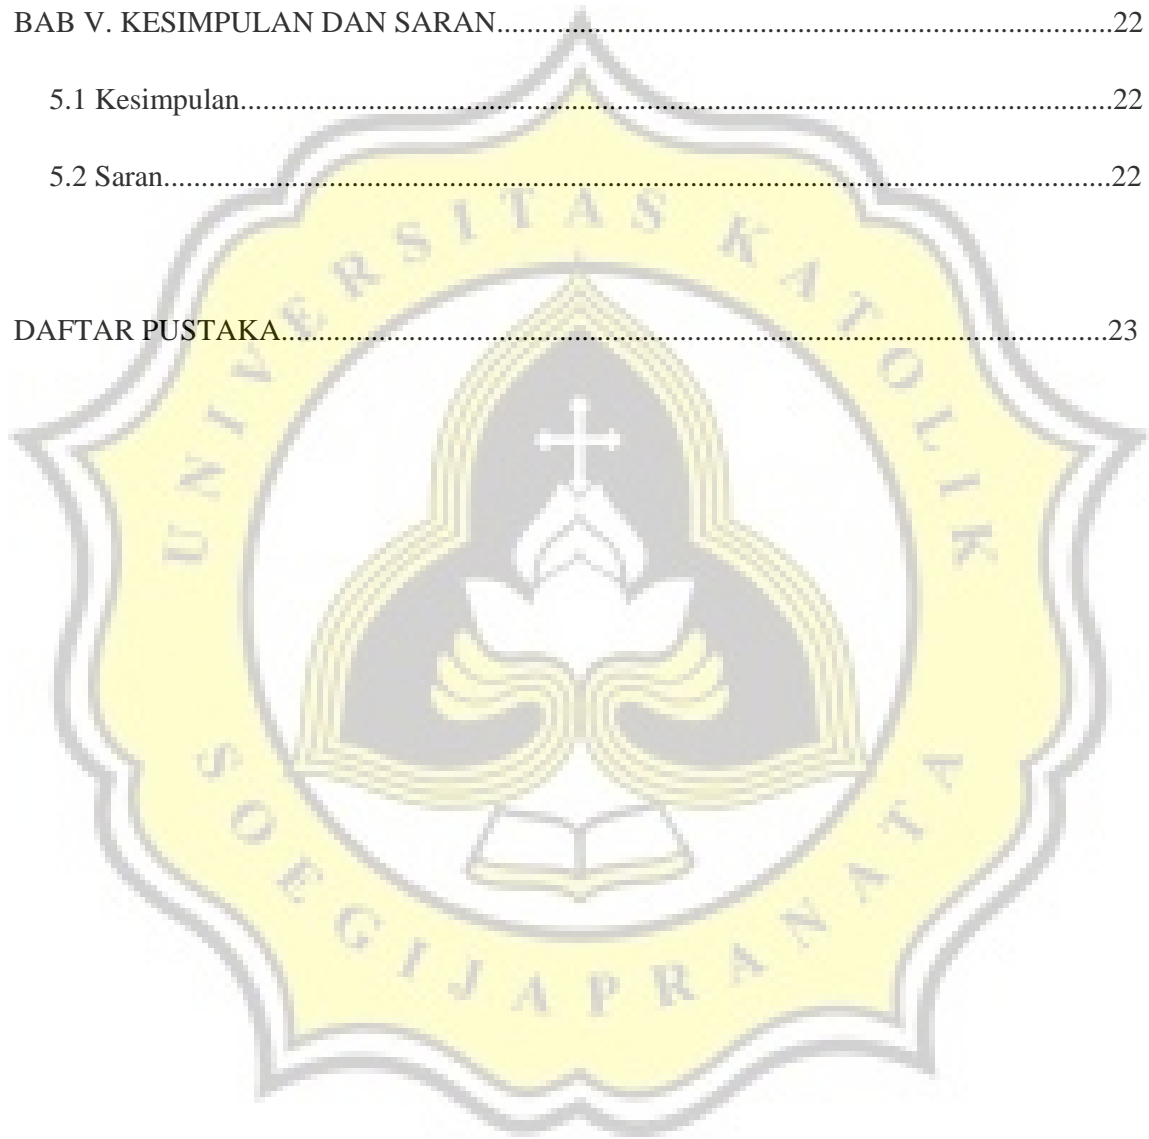 BAB V. KESIMPULAN DAN SARAN..................................................................................22
5.1 Kesimpulan....................................................................................................................22
5.2 Saran..............................................................................................................................22
DAFTAR PUSTAKA..............................................................................................................23
UNIVERSITAS KATOLIK
SOEGIJAPRANATA